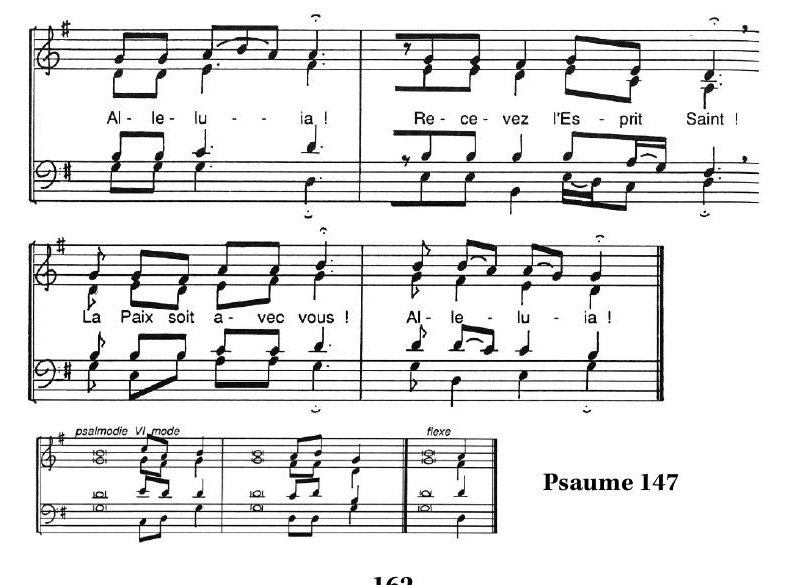 Al- le- lu - - ia ! Re - ce - vez l'Es - prit Saint !
La Paix soit a - vec vous ! Al - le - lu - ia !
psalmodie VI mode flexe
Psaume 147
162